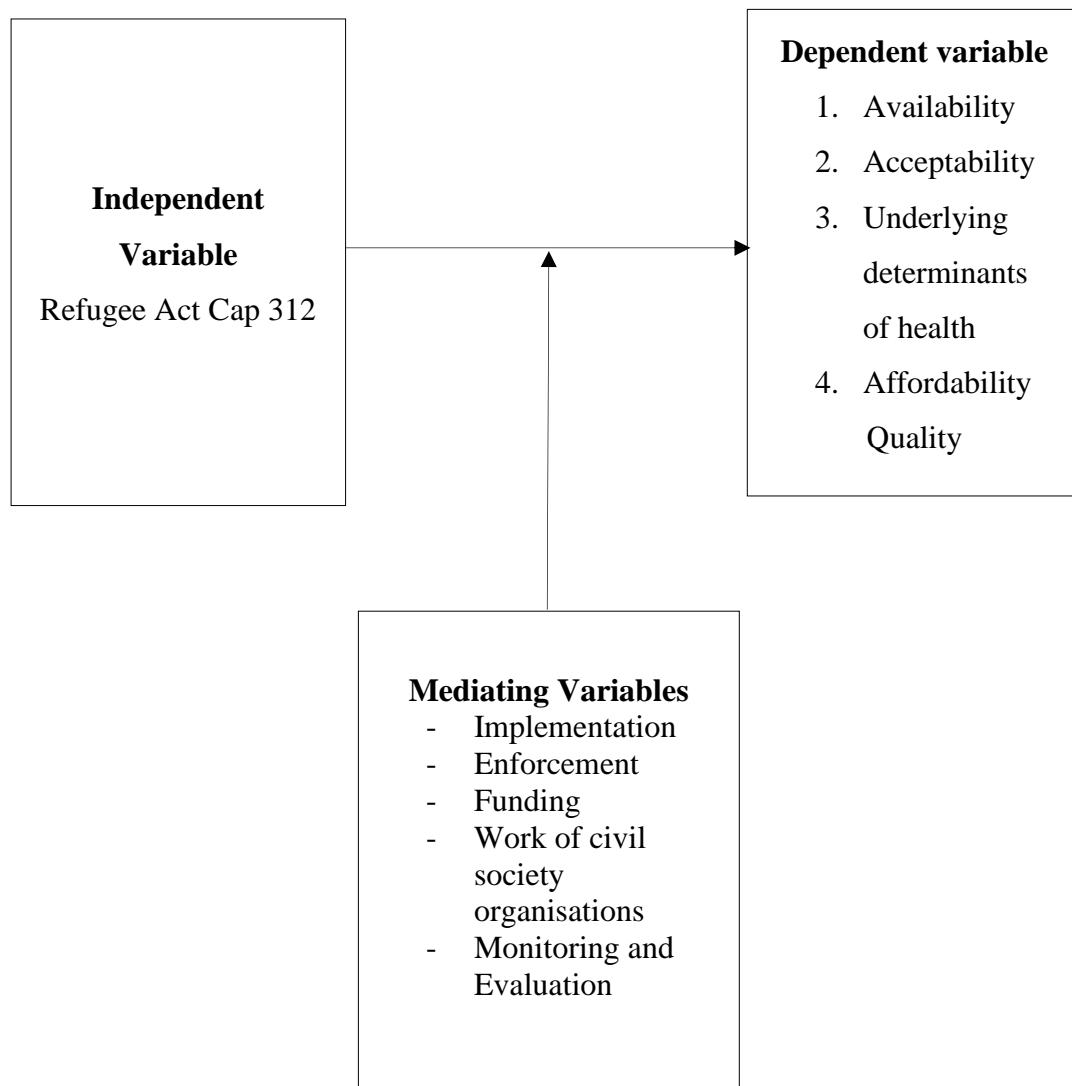 Independent
Variable
Refugee Act Cap 312
Dependent variable
1. Availability
2. Acceptability
3. Underlying
determinants
of health
4. Affordability
Quality
Mediating Variables
- Implementation
- Enforcement
- Funding
- Work of civil
society
organisations
- Monitoring and
Evaluation